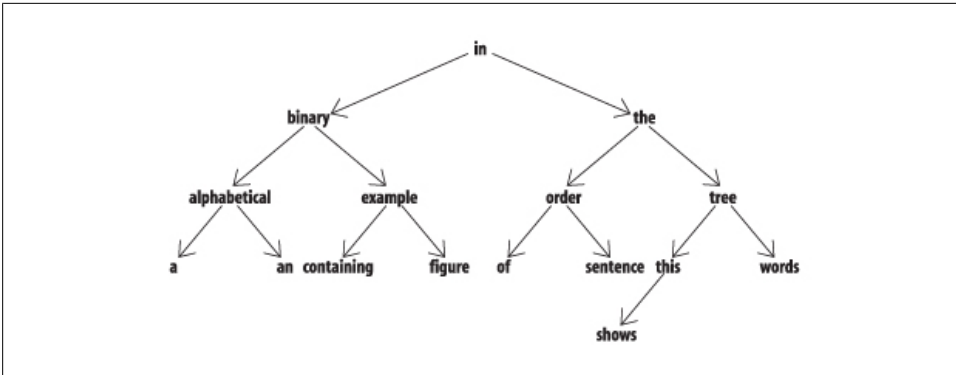 in
binary the
alphabetical example order tree
a an containing figure of sentence this words
shows